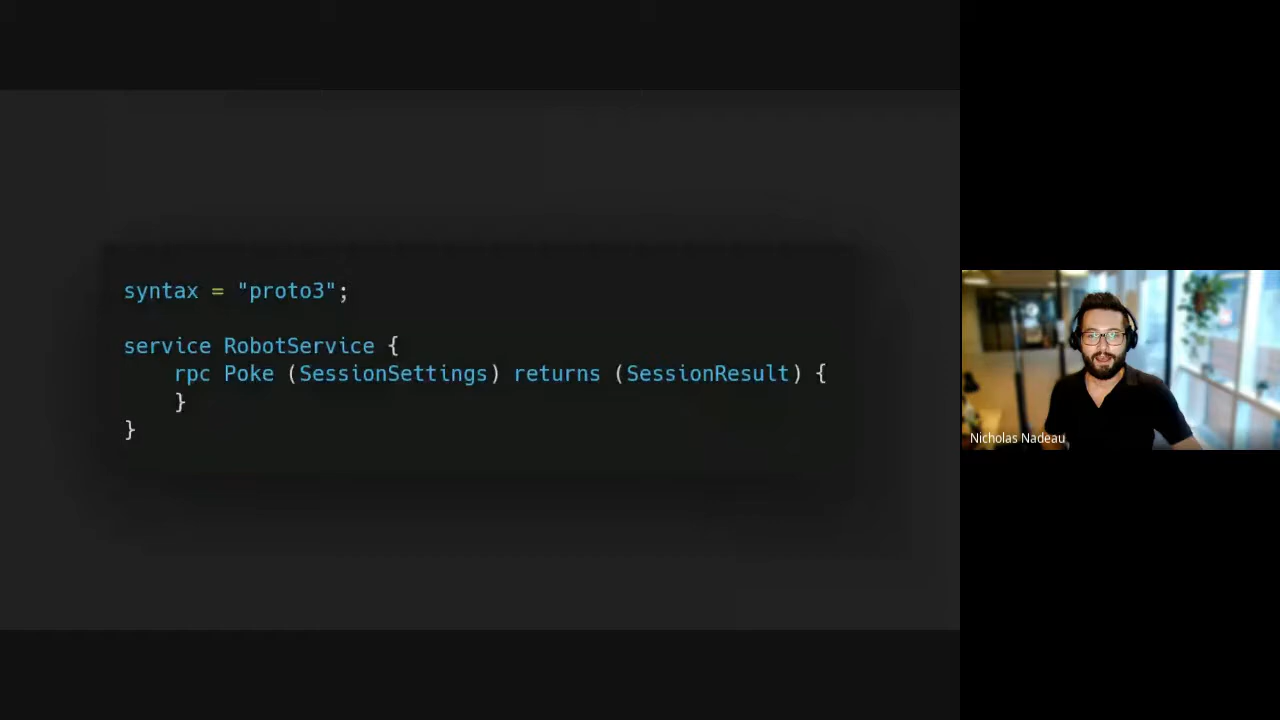 syntax = "proto3";
service RobotService {
rpc Poke (SessionSettings) returns (SessionResult) {
}
}
Nicholas Nadeau